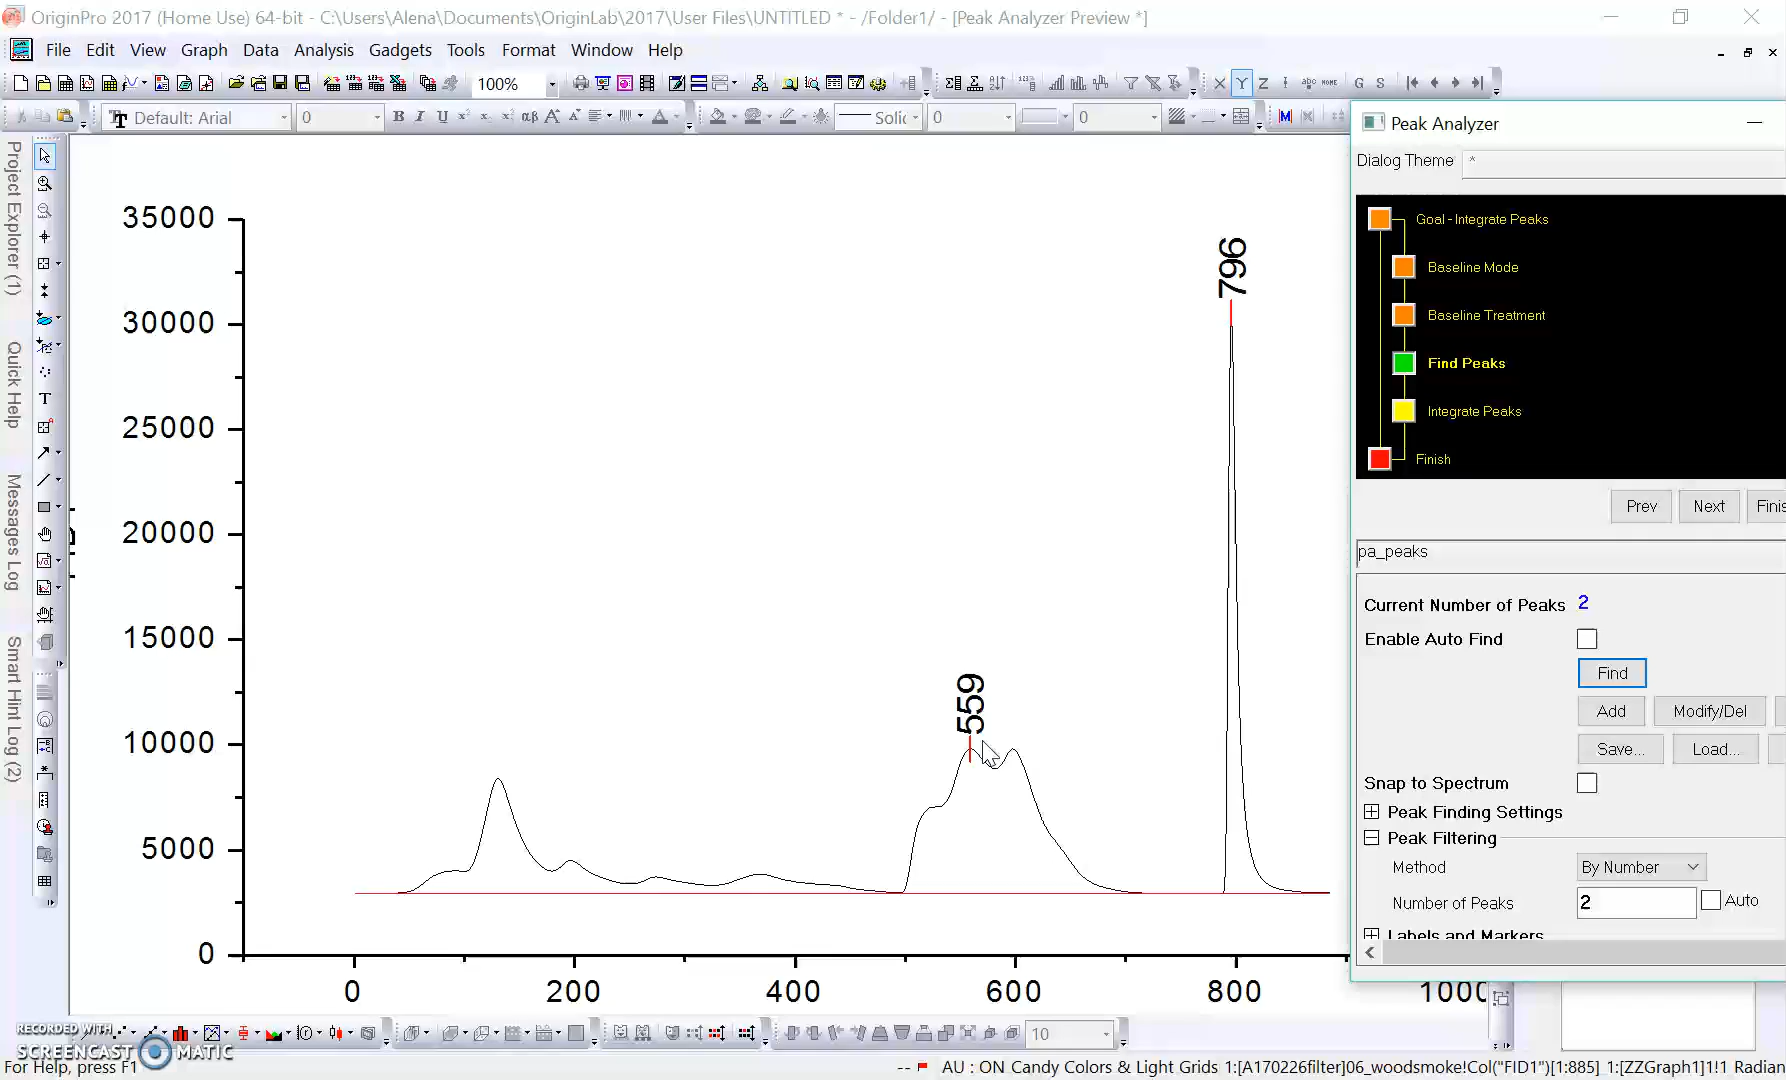 OriginPro 2017 (Home Use) 64-bit - C:\Users\Alena\Documents\OriginLab\2017\User Files\UNTITLED * - /Folder1/ - [Peak Analyzer Preview *]
File Edit View Graph Data Analysis Gadgets Tools Format Window Help
100%
Default: Arial 0 B I U αβ A A A Solic 0 0
X Y Z
abc NONE
G S
M
Project Explorer (1)
Quick Help
Messages Log
Smart Hint Log (2)
35000
30000
25000
20000
15000
10000
5000
0
0 200 400 600 800 1000
559
796
Peak Analyzer
Dialog Theme *
Goal - Integrate Peaks
Baseline Mode
Baseline Treatment
Find Peaks
Integrate Peaks
Finish
Prev Next Finis
pa_peaks
Current Number of Peaks 2
Enable Auto Find
Find
Add Modify/Del
Save... Load...
Snap to Spectrum
Peak Finding Settings
Peak Filtering
Method By Number
Number of Peaks 2 Auto
Labels and Markers
10
RECORDED WITH
SCREENCAST MATIC
For Help, press F1
-- AU : ON Candy Colors & Light Grids 1:[A170226filter]06_woodsmoke!Col("FID1")[1:885] 1:[ZZGraph1]1!1 Radian